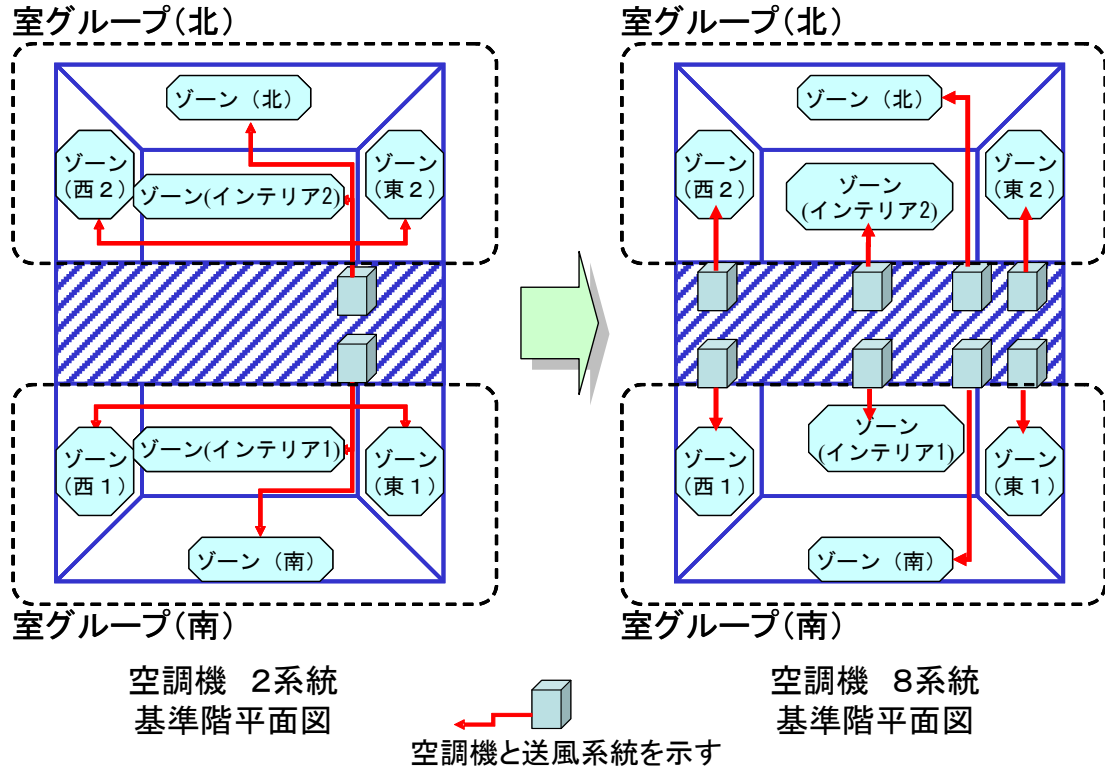 室グループ(北)
ゾーン（北）
ゾーン
(西２)
ゾーン
(東２)
ゾーン(インテリア2)
ゾーン(インテリア1)
ゾーン
(西１)
ゾーン
(東１)
ゾーン（南）
室グループ(南)
空調機　２系統
基準階平面図
室グループ(北)
ゾーン（北）
ゾーン
(西２)
ゾーン
(東２)
ゾーン
(インテリア2)
ゾーン
(インテリア1)
ゾーン
(西１)
ゾーン
(東１)
ゾーン（南）
室グループ(南)
空調機　８系統
基準階平面図
空調機と送風系統を示す